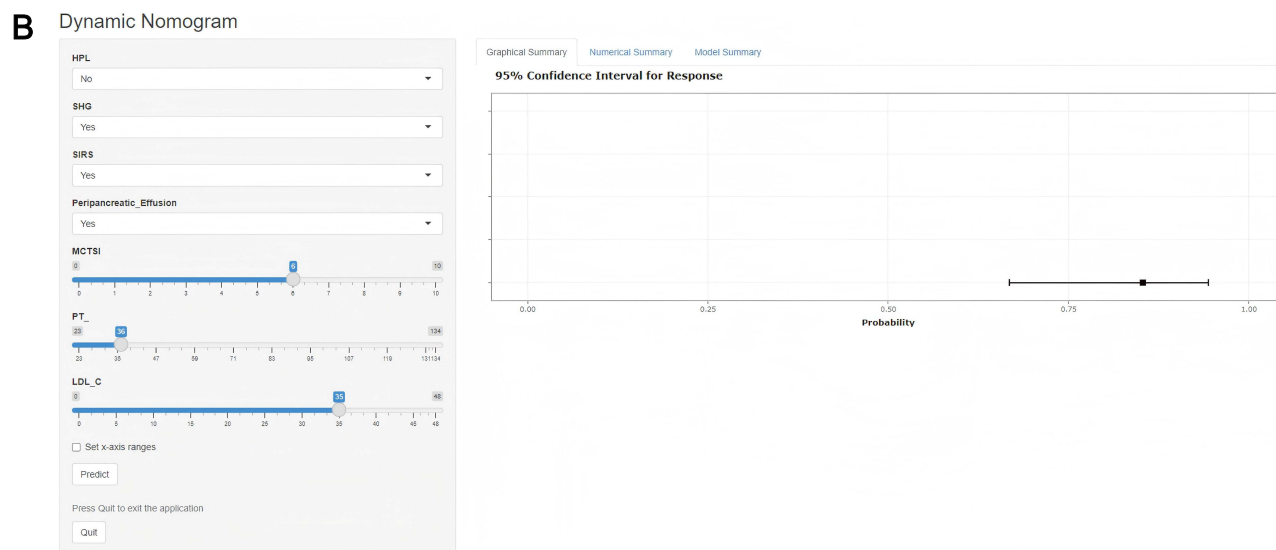 B
Dynamic Nomogram
HPL
No
SHG
Yes
SIRS
Yes
Peripancreatic_Effusion
Yes
MCTSI
0 6 10
0 1 2 3 4 5 6 7 8 9 10
PT_
23 36 134
23 35 47 59 71 83 95 107 119 131134
LDL_C
0 35 48
0 5 10 15 20 25 30 35 40 45 48
Set x-axis ranges
Predict
Press Quit to exit the application
Quit
Graphical Summary Numerical Summary Model Summary
95% Confidence Interval for Response
0.00 0.25 0.50 0.75 1.00
Probability